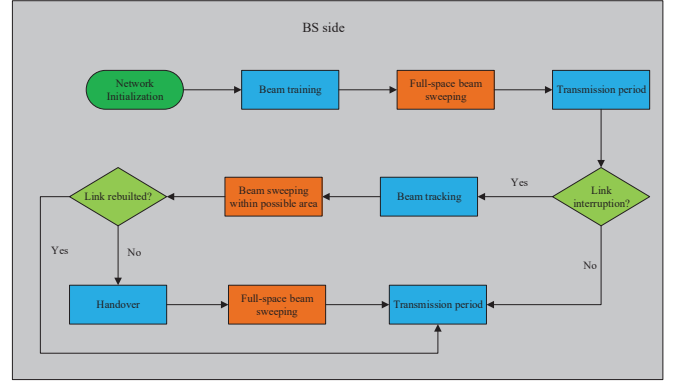 BS side
Network
Initialization
Beam training
Full-space beam
sweeping
Transmission period
Link rebuilted?
Beam sweeping
within possible area
Beam tracking
Yes
Link
interruption?
Yes
No
No
Handover
Full-space beam
sweeping
Transmission period